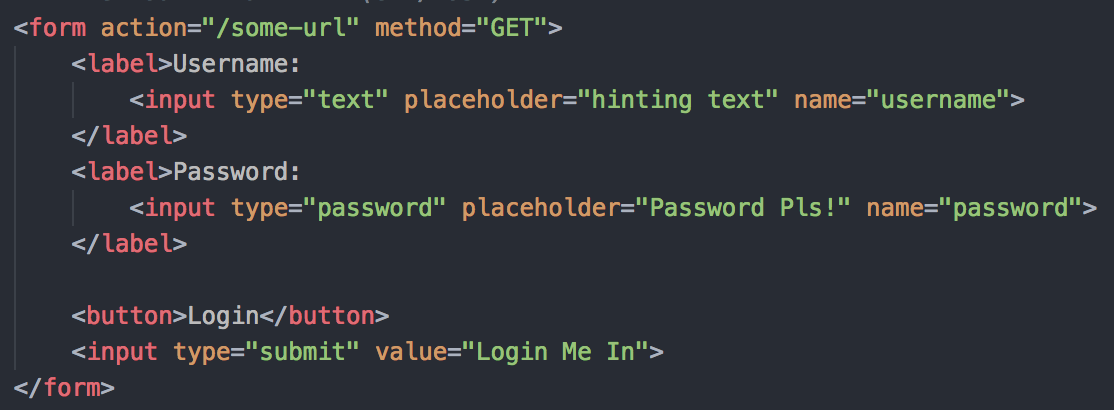 <form action="/some-url" method="GET">
<label>Username:
<input type="text" placeholder="hinting text" name="username">
</label>
<label>Password:
<input type="password" placeholder="Password Pls!" name="password">
</label>
<button>Login</button>
<input type="submit" value="Login Me In">
</form>